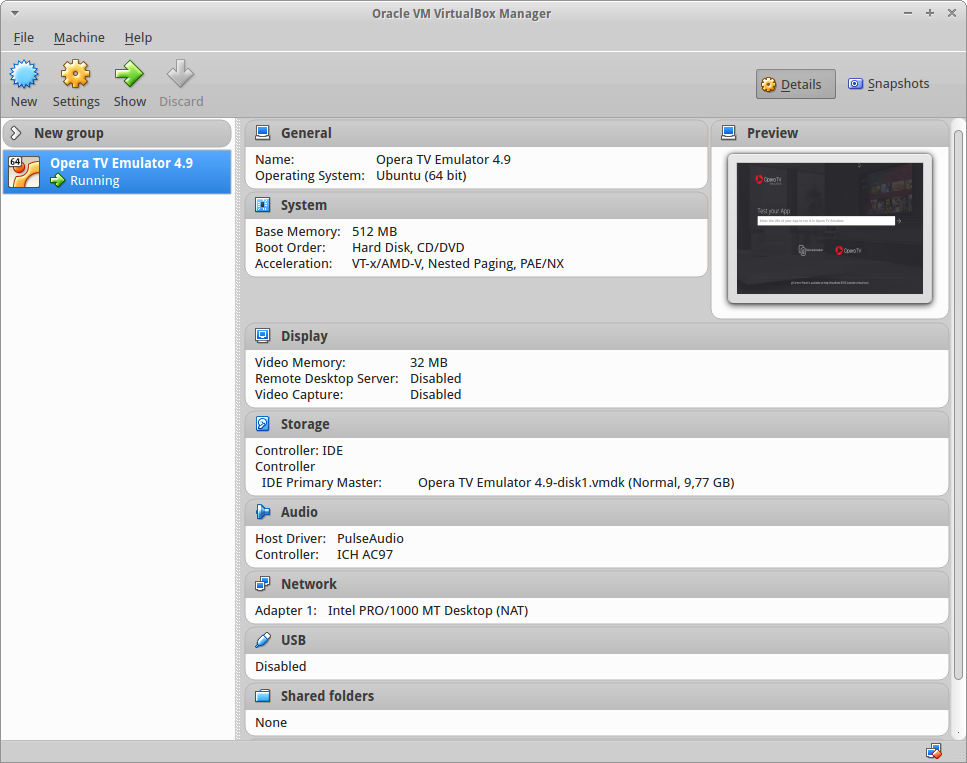 Oracle VM VirtualBox Manager
File Machine Help
New Settings Show Discard
Details Snapshots
New group
64
Opera TV Emulator 4.9
Running
General
Name: Opera TV Emulator 4.9
Operating System: Ubuntu (64 bit)
System
Base Memory: 512 MB
Boot Order: Hard Disk, CD/DVD
Acceleration: VT-x/AMD-V, Nested Paging, PAE/NX
Preview
Opera TV
Test your App
Opera TV
Display
Video Memory: 32 MB
Remote Desktop Server: Disabled
Video Capture: Disabled
Storage
Controller: IDE
Controller
IDE Primary Master: Opera TV Emulator 4.9-disk1.vmdk (Normal, 9,77 GB)
Audio
Host Driver: PulseAudio
Controller: ICH AC97
Network
Adapter 1: Intel PRO/1000 MT Desktop (NAT)
USB
Disabled
Shared folders
None